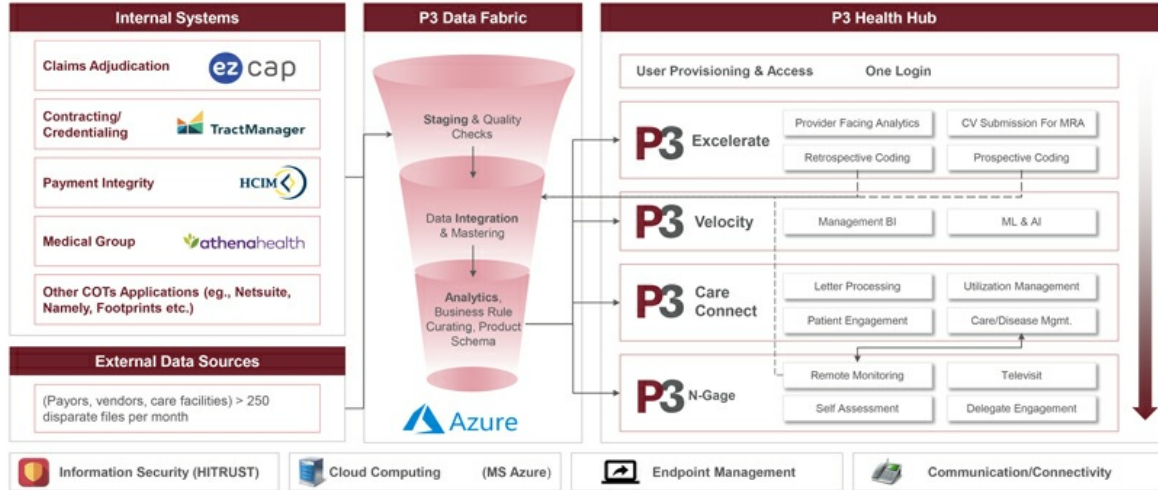 Internal Systems
Claims Adjudication
ez cap
Contracting/
Credentialing
TractManager
Payment Integrity
HCIM
Medical Group
athenahealth
Other COTs Applications (eg., Netsuite,
Namely, Footprints etc.)
External Data Sources
(Payors, vendors, care facilities) > 250
disparate files per month
P3 Data Fabric
Staging & Quality
Checks
Data Integration
& Mastering
Analytics,
Business Rule
Curating, Product
Schema
Azure
P3 Health Hub
User Provisioning & Access One Login
P3 Excelerate
Provider Facing Analytics
CV Submission For MRA
Retrospective Coding
Prospective Coding
P3 Velocity
Management BI
ML & AI
P3 Care
Connect
Letter Processing
Utilization Management
Patient Engagement
Care/Disease Mgmt.
P3 N-Gage
Remote Monitoring
Televisit
Self Assessment
Delegate Engagement
Information Security (HITRUST)
Cloud Computing (MS Azure)
Endpoint Management
Communication/Connectivity